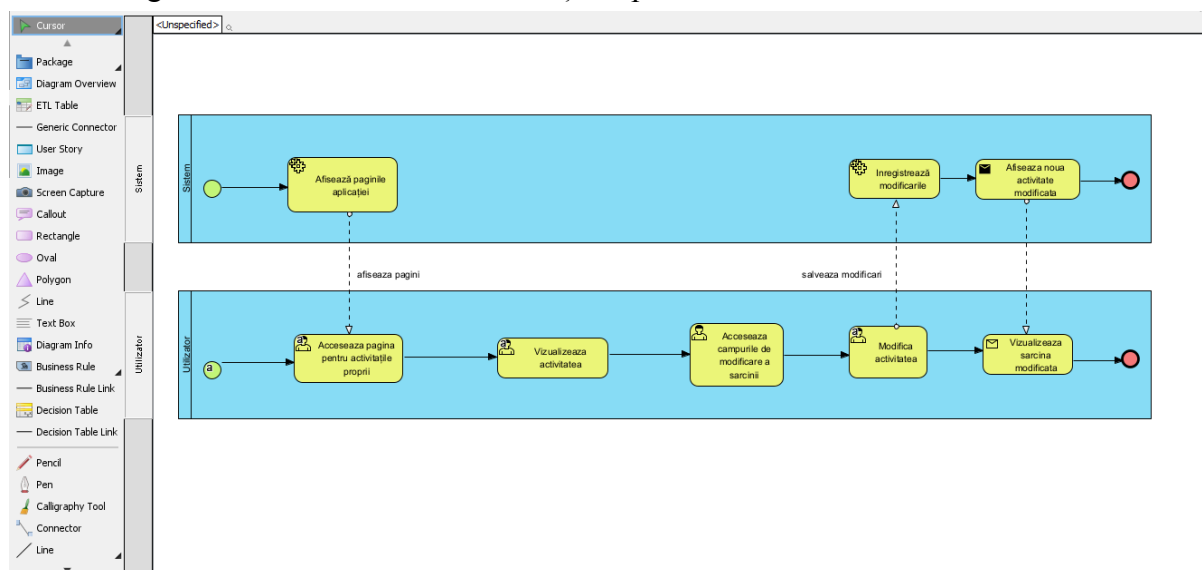 Cursor
Package
Diagram Overview
ETL Table
Generic Connector
User Story
Image
Screen Capture
Callout
Rectangle
Oval
Polygon
Line
Text Box
Diagram Info
Business Rule
Business Rule Link
Decision Table
Decision Table Link
Pencil
Pen
Calligraphy Tool
Connector
Line
<Unspecified>
Sistem
Sistem
Afisează paginile
aplicației
Inregistrează
modificarile
Afiseaza noua
activitate
modificata
afiseaza pagini
salveaza modificari
Utilizator
Utilizator
a
Acceseaza pagina
pentru activitațile
proprii
Vizualizeaza
activitatea
Acceseaza
campurile de
modificare a
sarcinii
Modifica
activitatea
Vizualizeaza
sarcina
modificata